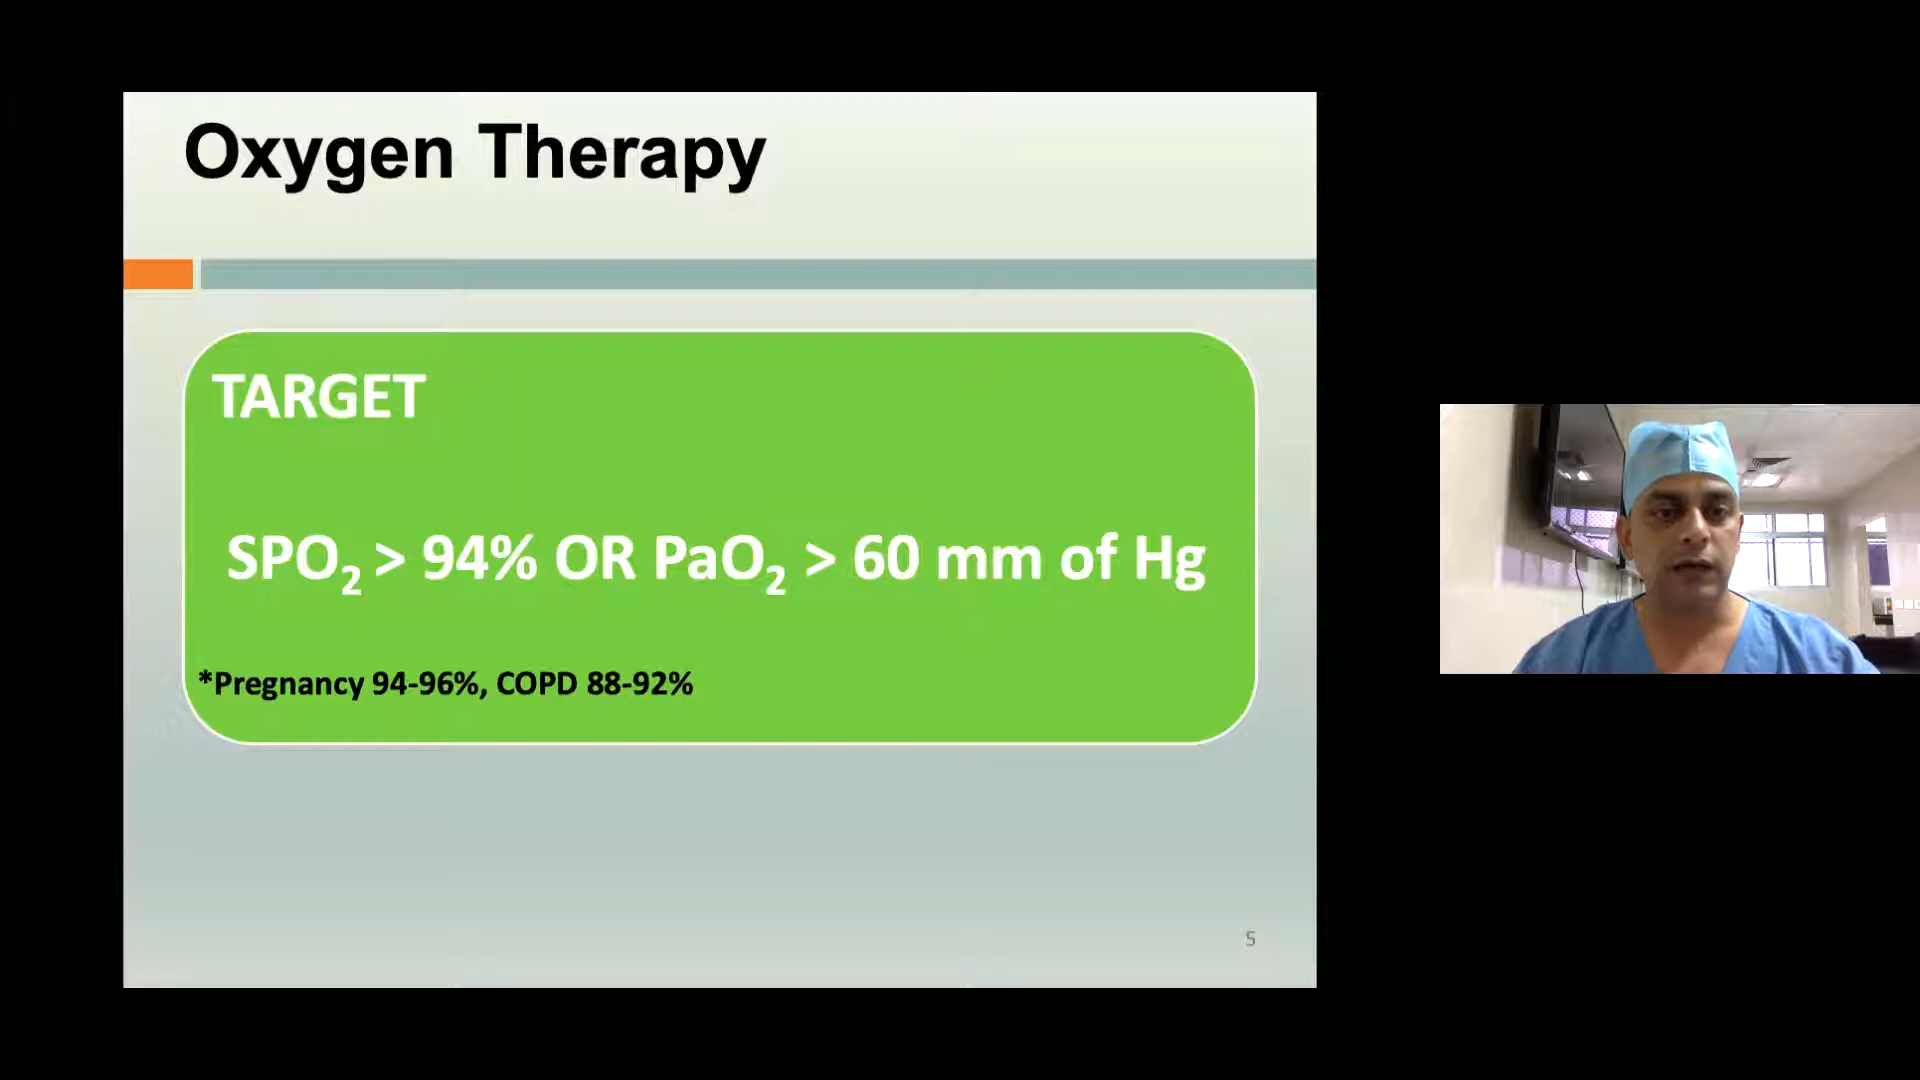 Oxygen Therapy
TARGET
SPO₂ > 94% OR PaO₂ > 60 mm of Hg
*Pregnancy 94-96%, COPD 88-92%
5